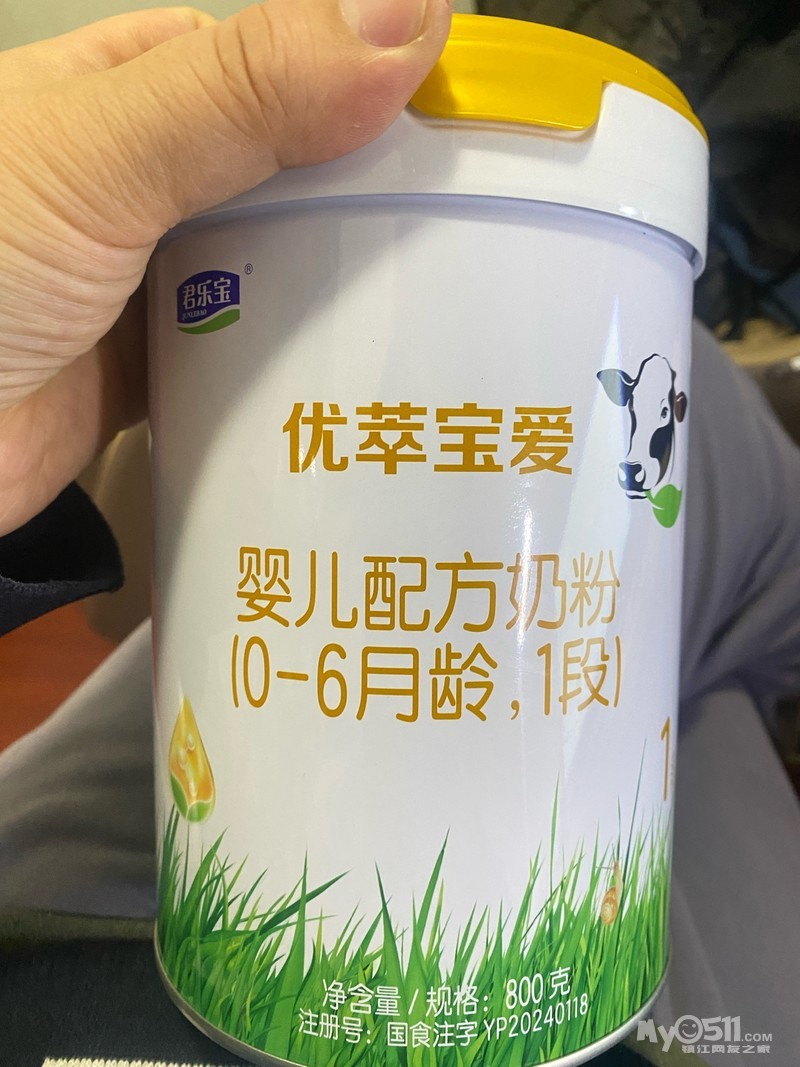 君乐宝®
JUNLEBAO
优萃宝爱
婴儿配方奶粉
(0-6月龄,1段)
1
净含量/规格：800克
注册号：国食注字YP20240118
MyO511.COM
镇江网友之家